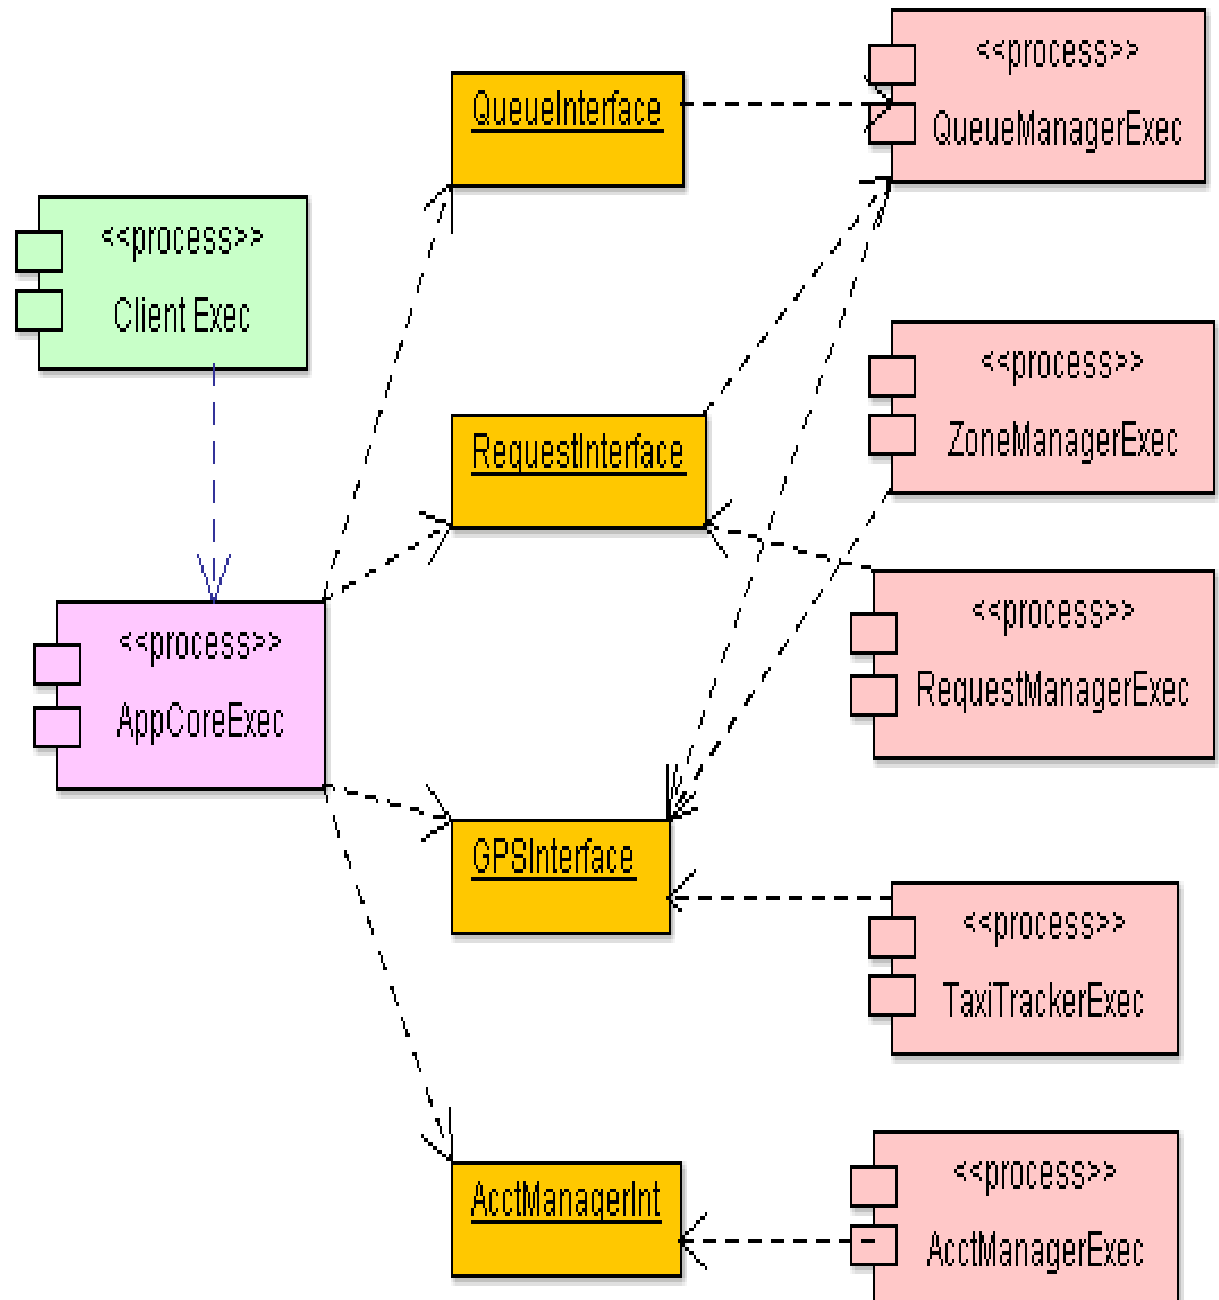 <<process>>
QueueManagerExec
QueueInterface
<<process>>
Client Exec
<<process>>
ZoneManagerExec
RequestInterface
<<process>>
RequestManagerExec
<<process>>
AppCoreExec
GPSInterface
<<process>>
TaxiTrackerExec
AcctManagerInt
<<process>>
AcctManagerExec